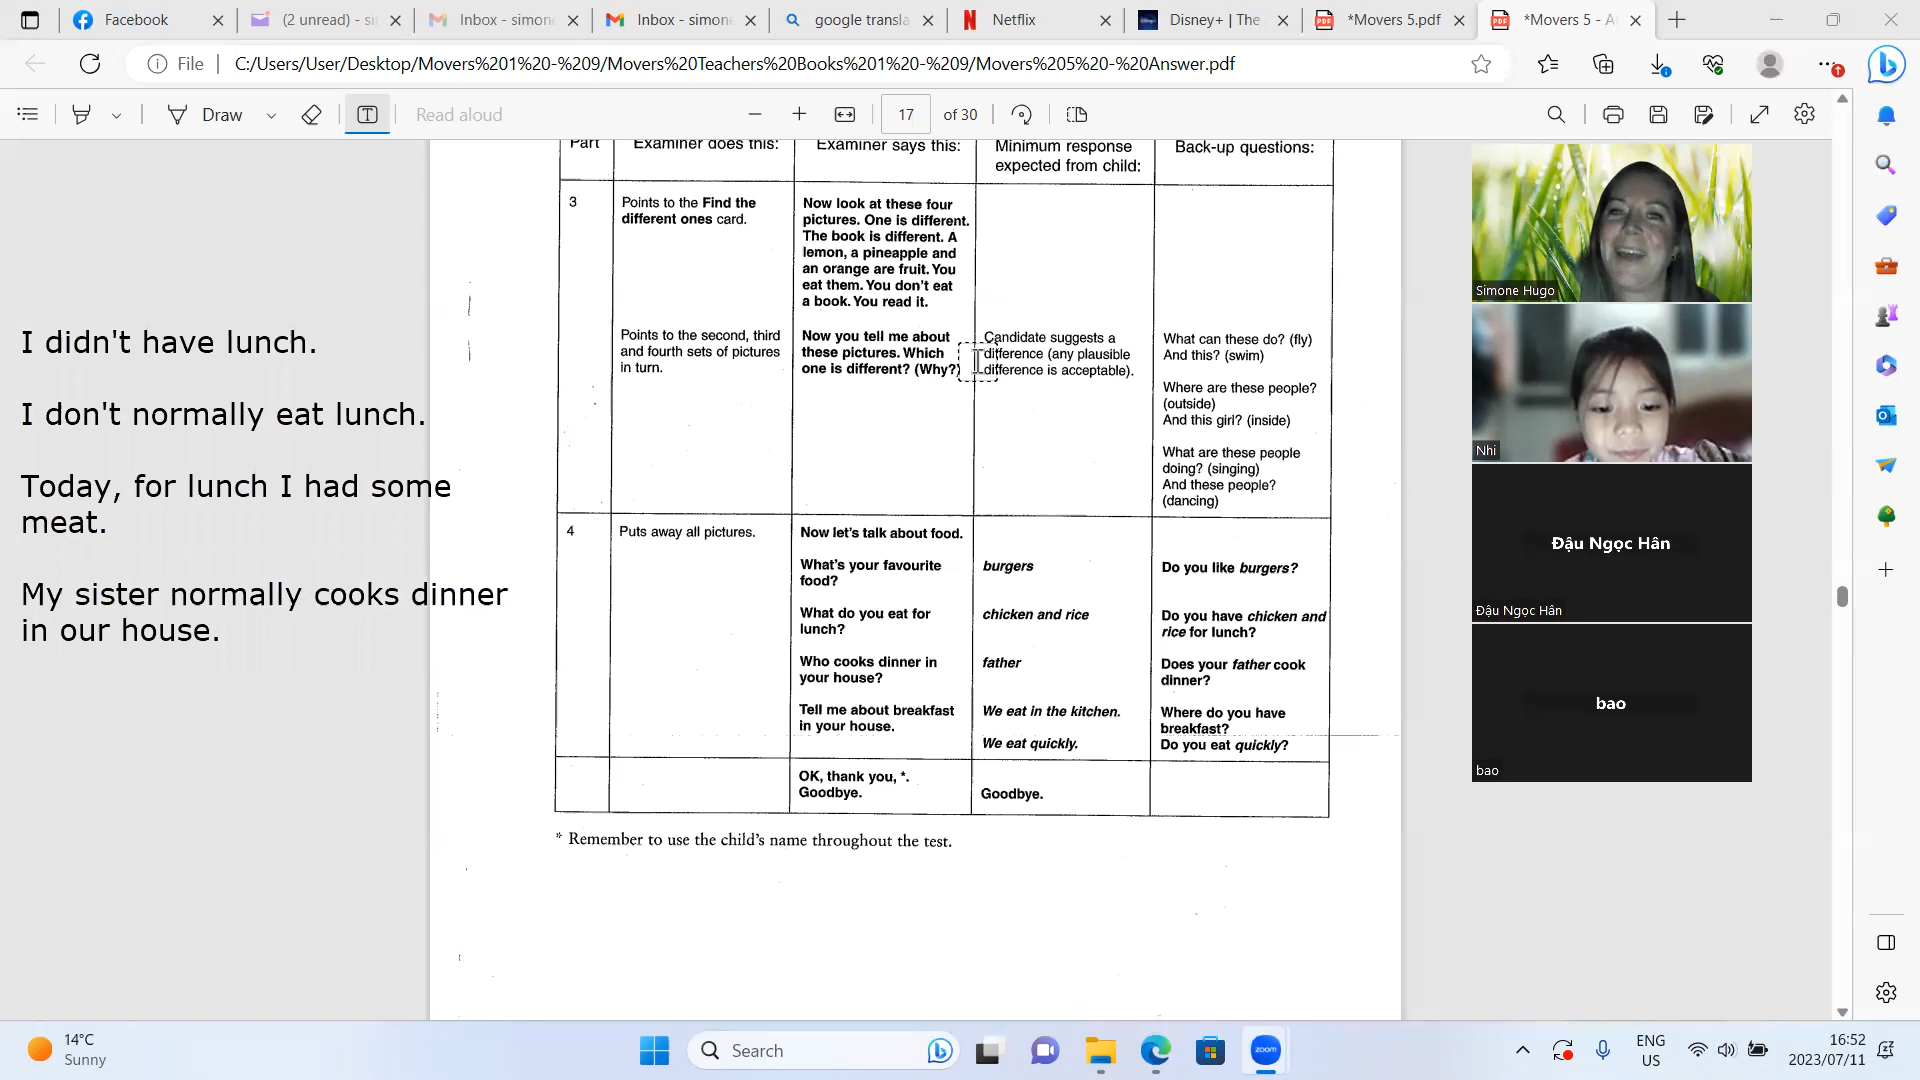 Facebook
(2 unread) - si
Inbox - simone
Inbox - simone
google transla
Netflix
Disney+ | The
*Movers 5.pdf
*Movers 5 - A
File
C:/Users/User/Desktop/Movers%201%20-%209/Movers%20Teachers%20Books%201%20-%209/Movers%205%20-%20Answer.pdf
Draw
Read aloud
17
of 30
Part
Examiner does this:
Examiner says this:
Minimum response
expected from child:
Back-up questions:
3
Points to the Find the
different ones card.
Now look at these four
pictures. One is different.
The book is different. A
lemon, a pineapple and
an orange are fruit. You
eat them. You don't eat
a book. You read it.
Points to the second, third
and fourth sets of pictures
in turn.
Now you tell me about
these pictures. Which
one is different? (Why?)
Candidate suggests a
difference (any plausible
difference is acceptable).
What can these do? (fly)
And this? (swim)
Where are these people?
(outside)
And this girl? (inside)
What are these people
doing? (singing)
And these people?
(dancing)
4
Puts away all pictures.
Now let's talk about food.
What's your favourite
food?
burgers
Do you like burgers?
What do you eat for
lunch?
chicken and rice
Do you have chicken and
rice for lunch?
Who cooks dinner in
your house?
father
Does your father cook
dinner?
Tell me about breakfast
in your house.
We eat in the kitchen.
We eat quickly.
Where do you have
breakfast?
Do you eat quickly?
OK, thank you, *.
Goodbye.
Goodbye.
* Remember to use the child's name throughout the test.
I didn't have lunch.
I don't normally eat lunch.
Today, for lunch I had some
meat.
My sister normally cooks dinner
in our house.
Simone Hugo
Nhi
Đậu Ngọc Hân
Đậu Ngọc Hân
bao
bao
14°C
Sunny
Search
zoom
ENG
US
16:52
2023/07/11